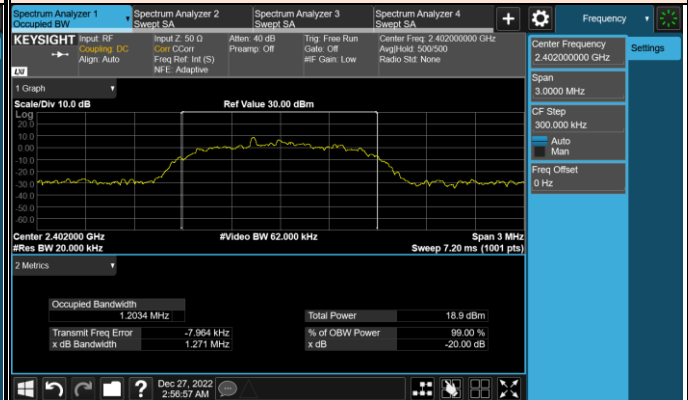 Spectrum Analyzer 1
Occupied BW
Spectrum Analyzer 2
Swept SA
Spectrum Analyzer 3
Swept SA
Spectrum Analyzer 4
Swept SA
+
Frequency
KEYSIGHT
LXI
Input: RF
Coupling: DC
Align: Auto
Input Z: 50 Ω
Corr CCorr
Freq Ref: Int (S)
NFE: Adaptive
Atten: 40 dB
Preamp: Off
Trig: Free Run
Gate: Off
#IF Gain: Low
Center Freq: 2.402000000 GHz
Avg|Hold: 500/500
Radio Std: None
Center Frequency
2.402000000 GHz
Settings
Span
3.0000 MHz
CF Step
300.000 kHz
Auto
Man
Freq Offset
0 Hz
1 Graph
Scale/Div 10.0 dB
Ref Value 30.00 dBm
Log
20.0
10.0
0.00
-10.0
-20.0
-30.0
-40.0
-50.0
-60.0
Center 2.402000 GHz
#Video BW 62.000 kHz
Span 3 MHz
#Res BW 20.000 kHz
Sweep 7.20 ms (1001 pts)
2 Metrics
Occupied Bandwidth
1.2034 MHz
Total Power 18.9 dBm
Transmit Freq Error -7.964 kHz
% of OBW Power 99.00 %
x dB Bandwidth 1.271 MHz
x dB -20.00 dB
?
Dec 27, 2022
2:56:57 AM